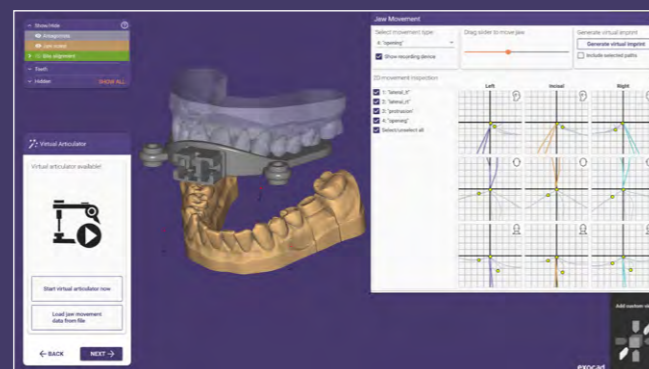 Show/Hide
Antagonists
Jaw scans
Bite alignment
Teeth
Hidden
SHOW ALL
Virtual Articulator
Virtual articulator available!
Start virtual articulator now
Load jaw movement
data from file
BACK
NEXT
Jaw Movement
Select movement type
4: "opening"
Show recording device
Drag slider to move jaw
Generate virtual imprint
Generate virtual imprint
Include selected paths
2D movement inspection
1: "lateral_lt"
2: "lateral_rt"
3: "protrusion"
4: "opening"
Select/unselect all
Left
Incisal
Right
exocad